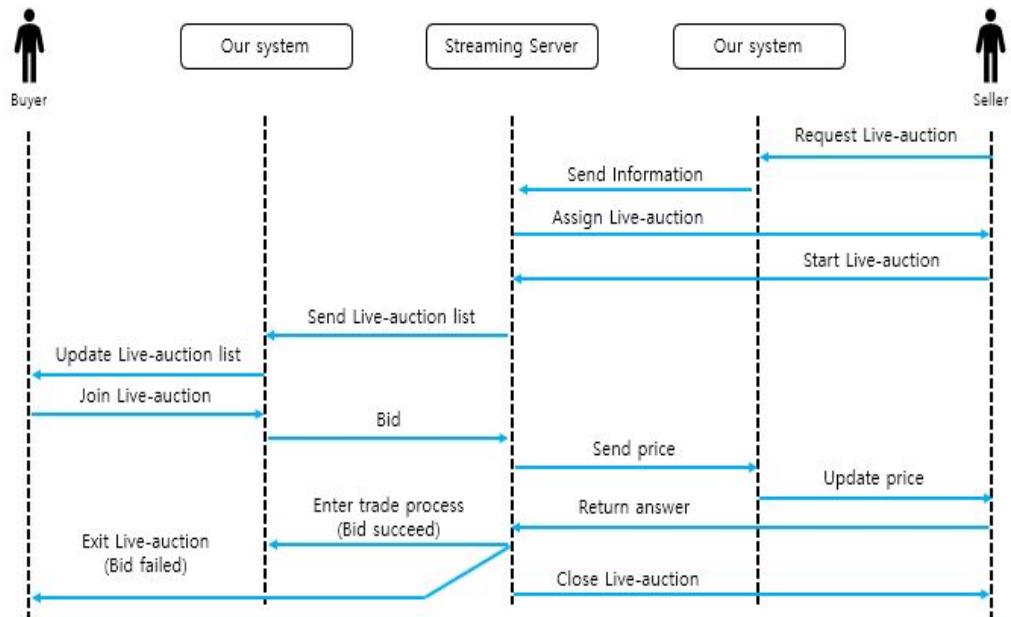 Our system
Streaming Server
Our system
Buyer
Seller
Request Live-auction
Send Information
Assign Live-auction
Start Live-auction
Send Live-auction list
Update Live-auction list
Join Live-auction
Bid
Send price
Update price
Enter trade process
(Bid succeed)
Return answer
Exit Live-auction
(Bid failed)
Close Live-auction